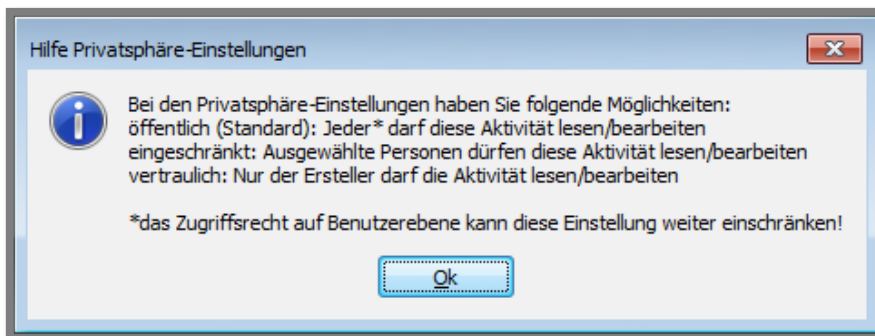 Hilfe Privatsphäre-Einstellungen
Bei den Privatsphäre-Einstellungen haben Sie folgende Möglichkeiten:
öffentlich (Standard): Jeder* darf diese Aktivität lesen/bearbeiten
eingeschränkt: Ausgewählte Personen dürfen diese Aktivität lesen/bearbeiten
vertraulich: Nur der Ersteller darf die Aktivität lesen/bearbeiten
*das Zugriffsrecht auf Benutzerebene kann diese Einstellung weiter einschränken!
Ok